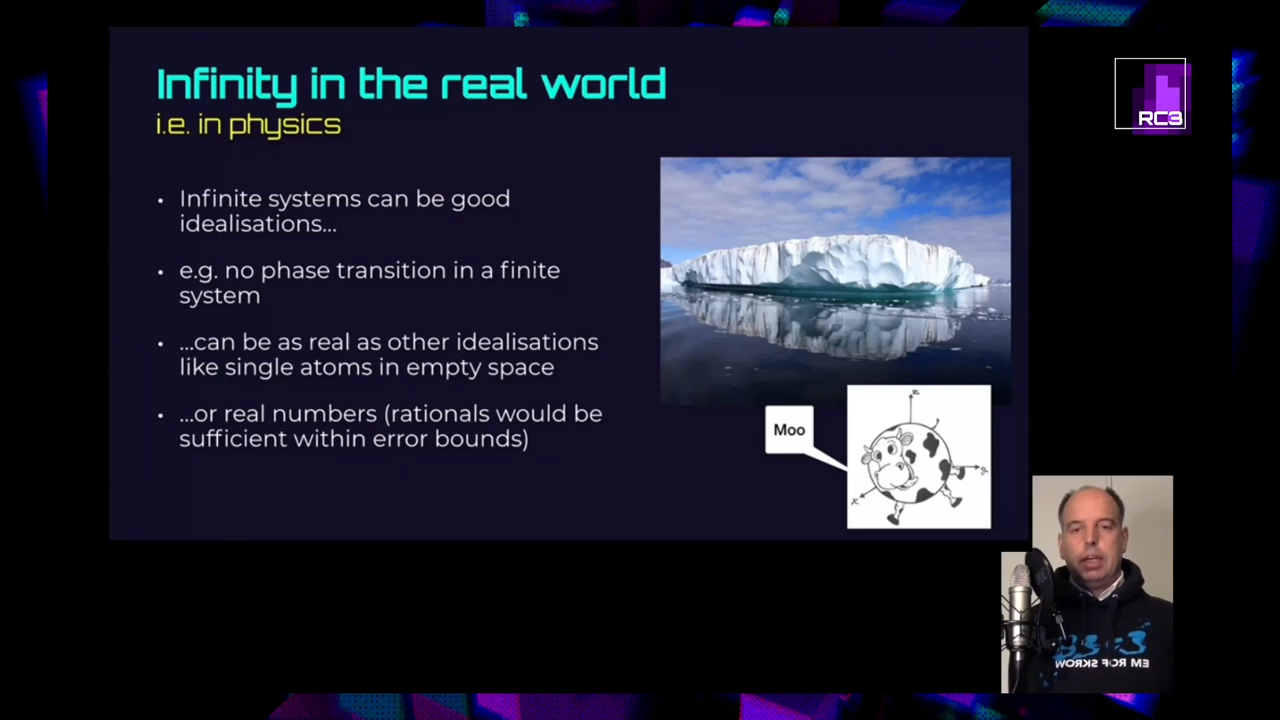 Infinity in the real world
i.e. in physics
• Infinite systems can be good
idealisations...
• e.g. no phase transition in a finite
system
• ...can be as real as other idealisations
like single atoms in empty space
• ...or real numbers (rationals would be
sufficient within error bounds)
Moo
RC3